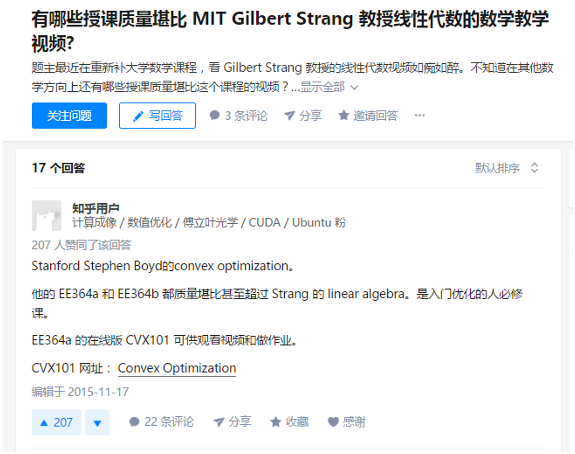 有哪些授课质量堪比 MIT Gilbert Strang 教授线性代数的数学教学
视频?
题主最近在重新补大学数学课程，看 Gilbert Strang 教授的线性代数视频如痴如醉。不知道在其他数
学方向上还有哪些授课质量堪比这个课程的视频？...显示全部
关注问题 写回答 3 条评论 分享 邀请回答 ...
17 个回答 默认排序
知乎用户
计算成像 / 数值优化 / 傅立叶光学 / CUDA / Ubuntu 粉
207 人赞同了该回答
Stanford Stephen Boyd的convex optimization。
他的 EE364a 和 EE364b 都质量堪比甚至超过 Strang 的 linear algebra。是入门优化的人必修
课。
EE364a 的在线版 CVX101 可供观看视频和做作业。
CVX101 网址： Convex Optimization
编辑于 2015-11-17
207 22 条评论 分享 收藏 感谢